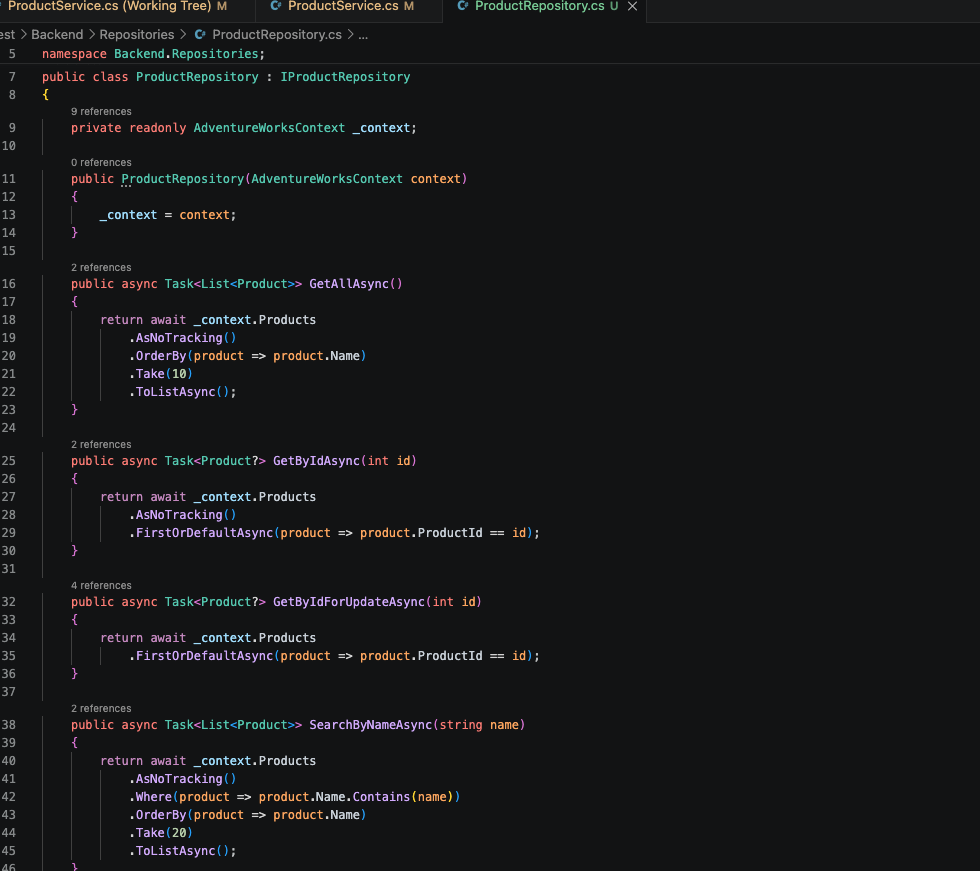 ProductService.cs (Working Tree) M C# ProductService.cs M C# ProductRepository.cs U ×
est > Backend > Repositories > C# ProductRepository.cs > ...
5 namespace Backend.Repositories;
7 public class ProductRepository : IProductRepository
8 {
9 references
9 private readonly AdventureWorksContext _context;
10
0 references
11 public ProductRepository(AdventureWorksContext context)
12 {
13 _context = context;
14 }
15
2 references
16 public async Task<List<Product>> GetAllAsync()
17 {
18 return await _context.Products
19 .AsNoTracking()
20 .OrderBy(product => product.Name)
21 .Take(10)
22 .ToListAsync();
23 }
24
2 references
25 public async Task<Product?> GetByIdAsync(int id)
26 {
27 return await _context.Products
28 .AsNoTracking()
29 .FirstOrDefaultAsync(product => product.ProductId == id);
30 }
31
4 references
32 public async Task<Product?> GetByIdForUpdateAsync(int id)
33 {
34 return await _context.Products
35 .FirstOrDefaultAsync(product => product.ProductId == id);
36 }
37
2 references
38 public async Task<List<Product>> SearchByNameAsync(string name)
39 {
40 return await _context.Products
41 .AsNoTracking()
42 .Where(product => product.Name.Contains(name))
43 .OrderBy(product => product.Name)
44 .Take(20)
45 .ToListAsync();
46 }